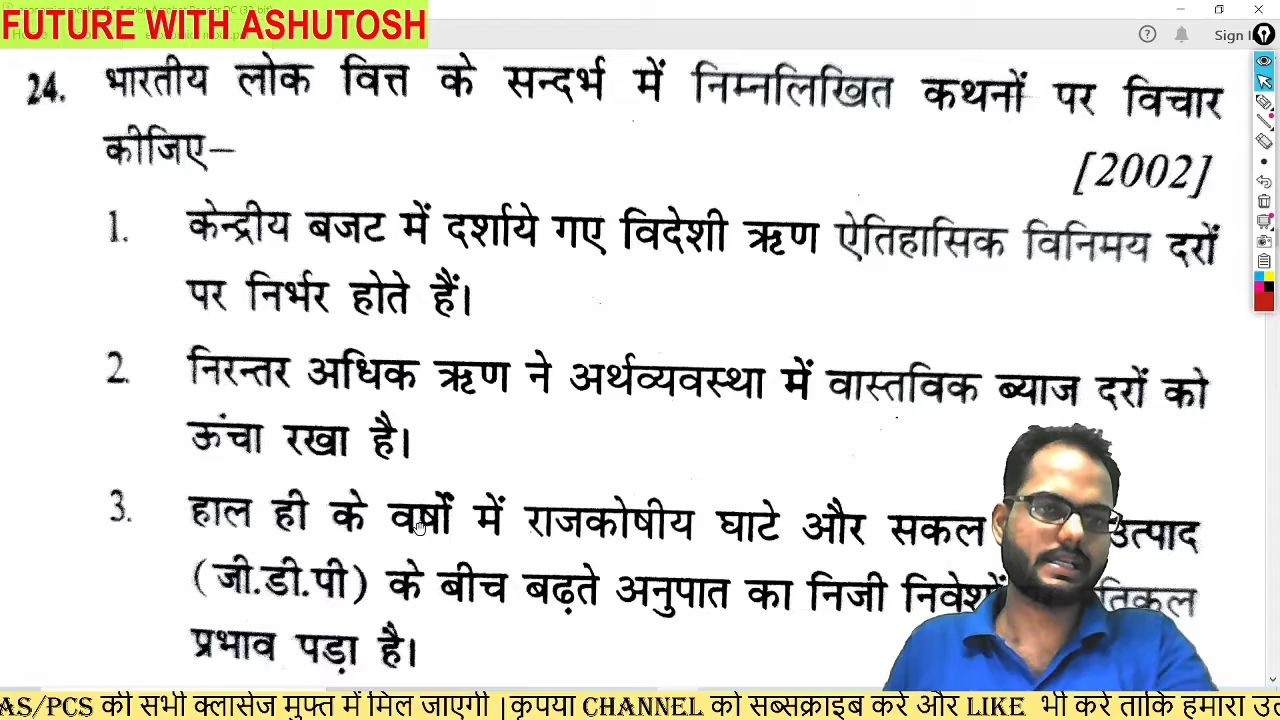 FUTURE WITH ASHUTOSH
Sign I
24. भारतीय लोक वित्त के सन्दर्भ में निम्नलिखित कथनों पर विचार
कीजिए–
[2002]
1. केन्द्रीय बजट में दर्शाये गए विदेशी ऋण ऐतिहासिक विनिमय दरों
पर निर्भर होते हैं।
2. निरन्तर अधिक ऋण ने अर्थव्यवस्था में वास्तविक ब्याज दरों को
ऊंचा रखा है।
3. हाल ही के वर्षों में राजकोषीय घाटे और सकल उत्पाद
(जी.डी.पी) के बीच बढ़ते अनुपात का निजी निवेशों
प्रभाव पड़ा है।
AS/PCS की सभी क्लासेज मुफ्त में मिल जाएगी |कृपया CHANNEL को सब्सक्राइब करे और LIKE भी करे ताकि हमारा उत